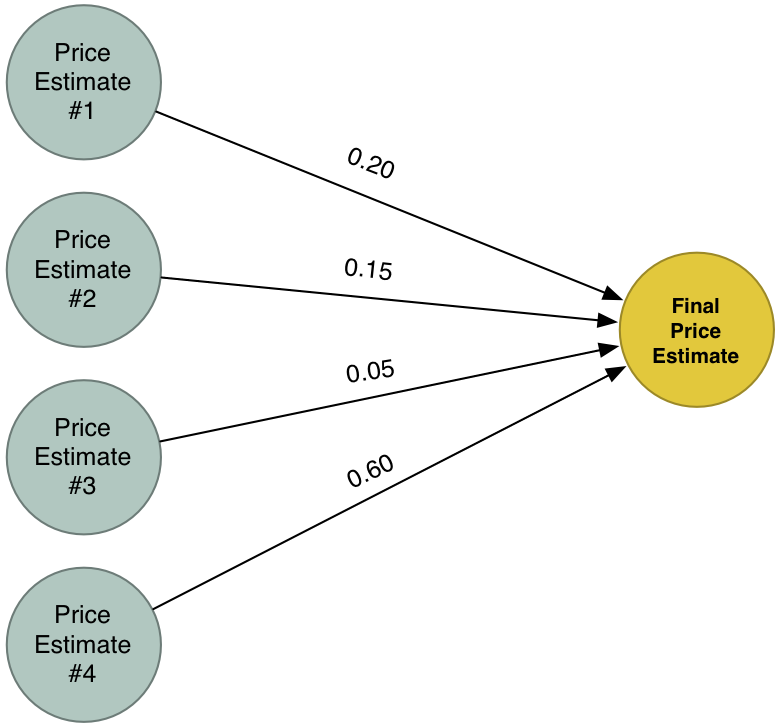 Price
Estimate
#1
0.20
Price
Estimate
#2
0.15
Final
Price
Estimate
0.05
Price
Estimate
#3
0.60
Price
Estimate
#4